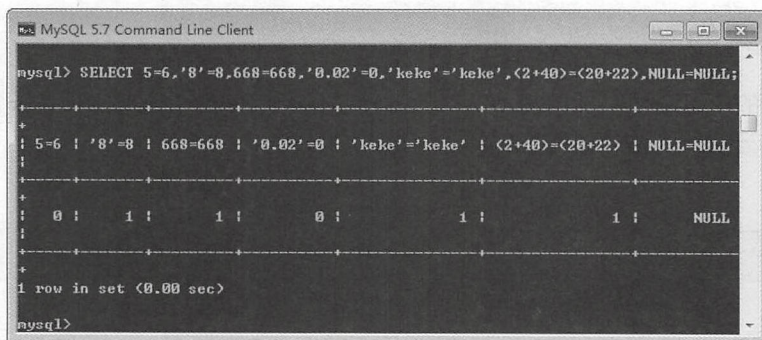 MySQL 5.7 Command Line Client
mysql> SELECT 5=6,'8'=8,668=668,'0.02'=0,'keke'='keke',(2+40)=(20+22),NULL=NULL;
+-----+-------+---------+----------+---------------+------------------+-----------
+
| 5=6 | '8'=8 | 668=668 | '0.02'=0 | 'keke'='keke' | (2+40)=(20+22) | NULL=NULL
|
+-----+-------+---------+----------+---------------+------------------+-----------
+
| 0 | 1 | 1 | 0 | 1 | 1 | NULL
|
+-----+-------+---------+----------+---------------+------------------+-----------
+
1 row in set (0.00 sec)
mysql>